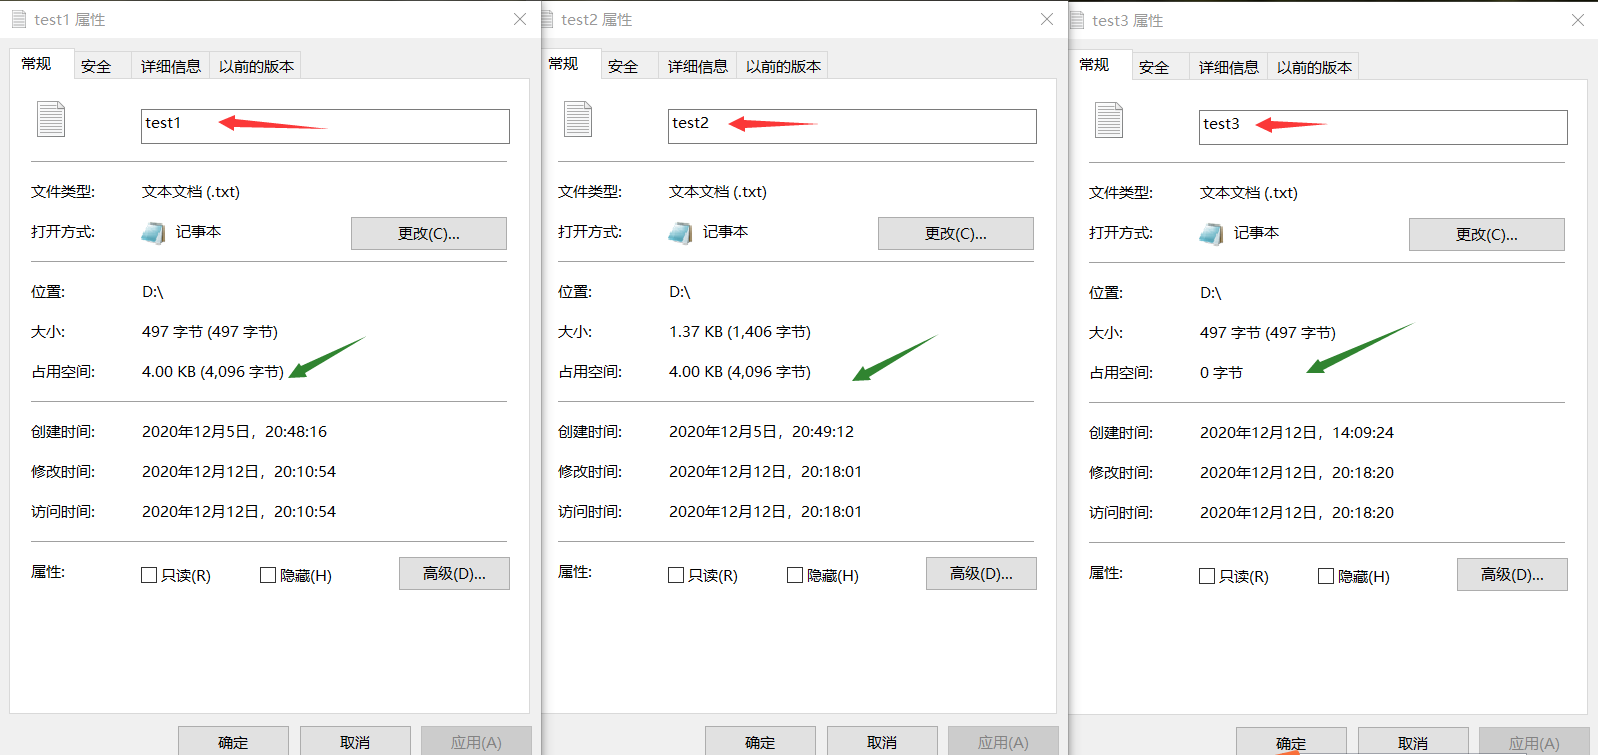 test1 属性
常规 安全 详细信息 以前的版本
test1
文件类型: 文本文档 (.txt)
打开方式: 记事本 更改(C)...
位置: D:\
大小: 497 字节 (497 字节)
占用空间: 4.00 KB (4,096 字节)
创建时间: 2020年12月5日，20:48:16
修改时间: 2020年12月12日，20:10:54
访问时间: 2020年12月12日，20:10:54
属性: 只读(R) 隐藏(H) 高级(D)...
确定 取消 应用(A)
test2 属性
常规 安全 详细信息 以前的版本
test2
文件类型: 文本文档 (.txt)
打开方式: 记事本 更改(C)...
位置: D:\
大小: 1.37 KB (1,406 字节)
占用空间: 4.00 KB (4,096 字节)
创建时间: 2020年12月5日，20:49:12
修改时间: 2020年12月12日，20:18:01
访问时间: 2020年12月12日，20:18:01
属性: 只读(R) 隐藏(H) 高级(D)...
确定 取消 应用(A)
test3 属性
常规 安全 详细信息 以前的版本
test3
文件类型: 文本文档 (.txt)
打开方式: 记事本 更改(C)...
位置: D:\
大小: 497 字节 (497 字节)
占用空间: 0 字节
创建时间: 2020年12月12日，14:09:24
修改时间: 2020年12月12日，20:18:20
访问时间: 2020年12月12日，20:18:20
属性: 只读(R) 隐藏(H) 高级(D)...
确定 取消 应用(A)